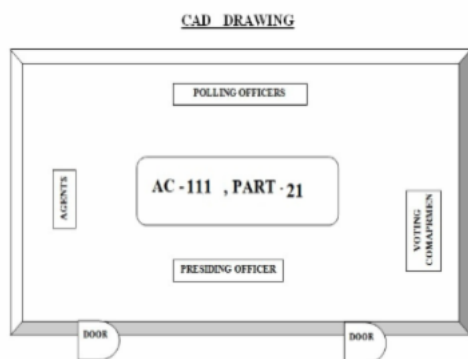 CAD DRAWING
POLLING OFFICERS
AC -111 , PART - 21
AGENTS
VOTING
COMAPRMEN
PRESIDING OFFICER
DOOR
DOOR